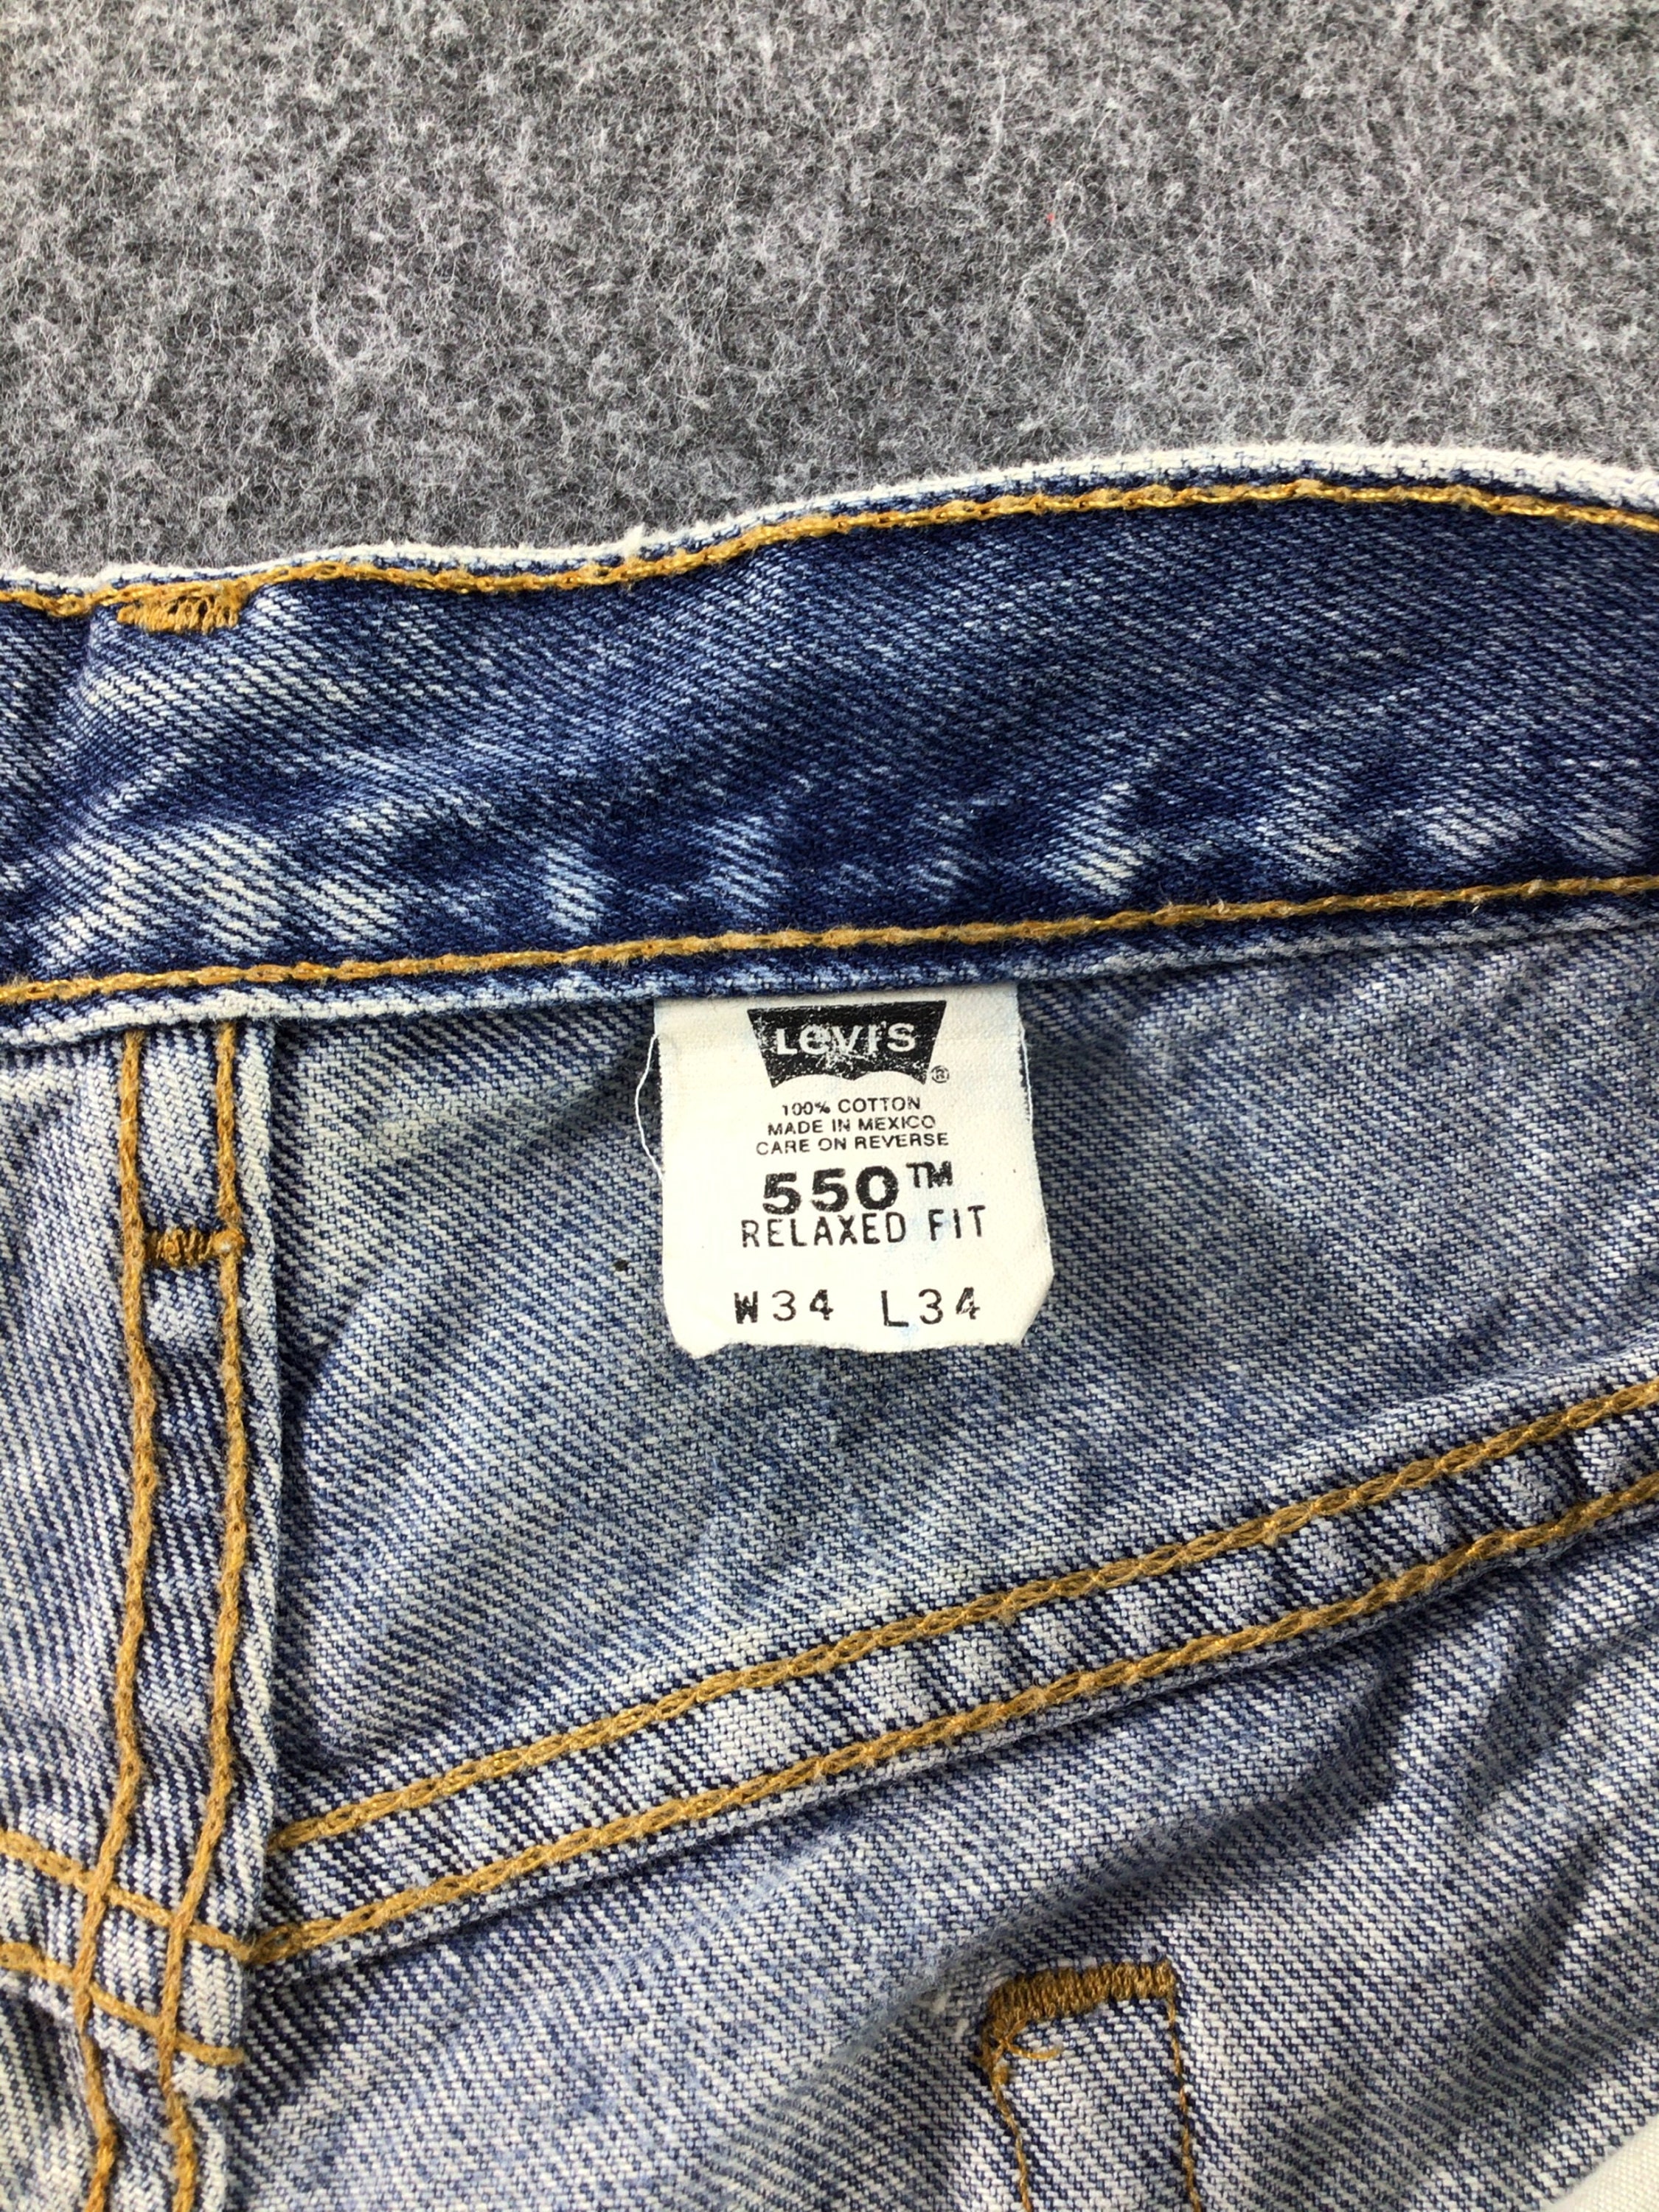 Levi's ®
100% COTTON
MADE IN MEXICO
CARE ON REVERSE
550™
RELAXED FIT
W34 L34